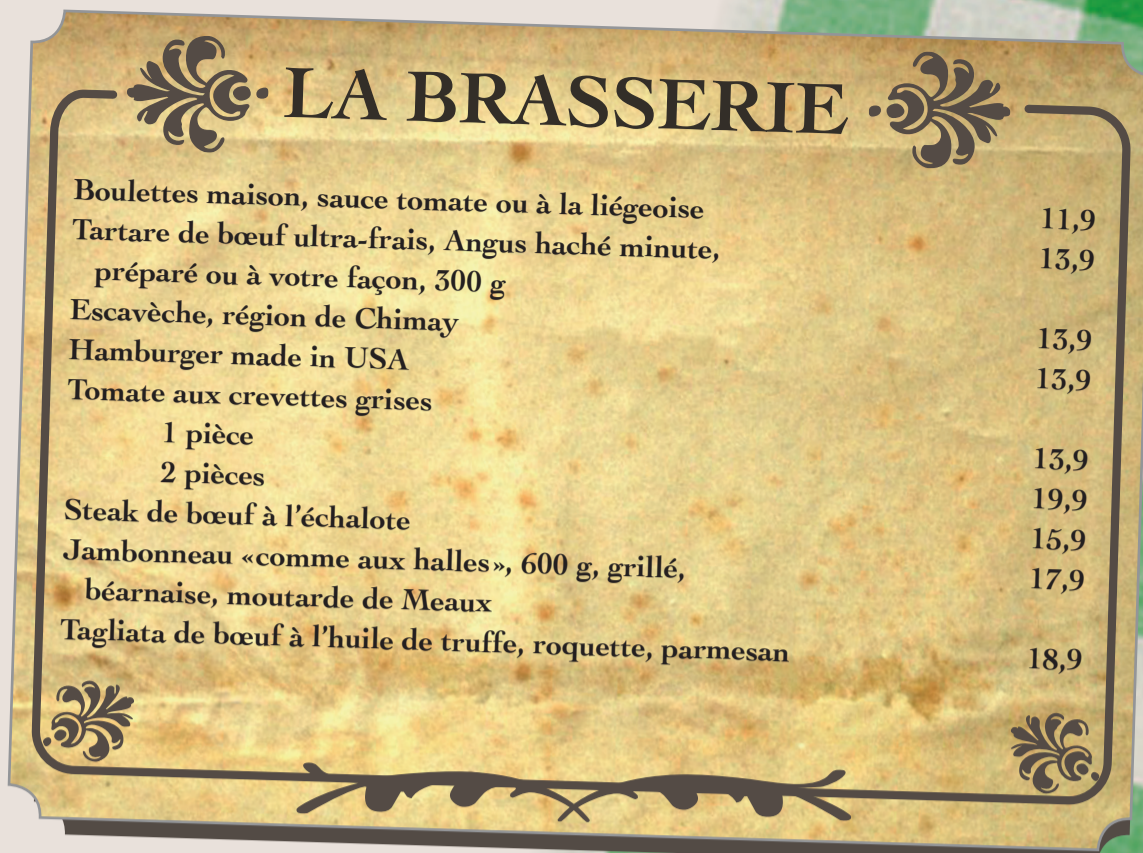 LA BRASSERIE
Boulettes maison, sauce tomate ou à la liégeoise 11,9
Tartare de bœuf ultra-frais, Angus haché minute, 13,9
préparé ou à votre façon, 300 g
Escavèche, région de Chimay 13,9
Hamburger made in USA 13,9
Tomate aux crevettes grises
1 pièce 13,9
2 pièces 19,9
Steak de bœuf à l’échalote 15,9
Jambonneau «comme aux halles», 600 g, grillé, 17,9
béarnaise, moutarde de Meaux
Tagliata de bœuf à l’huile de truffe, roquette, parmesan 18,9